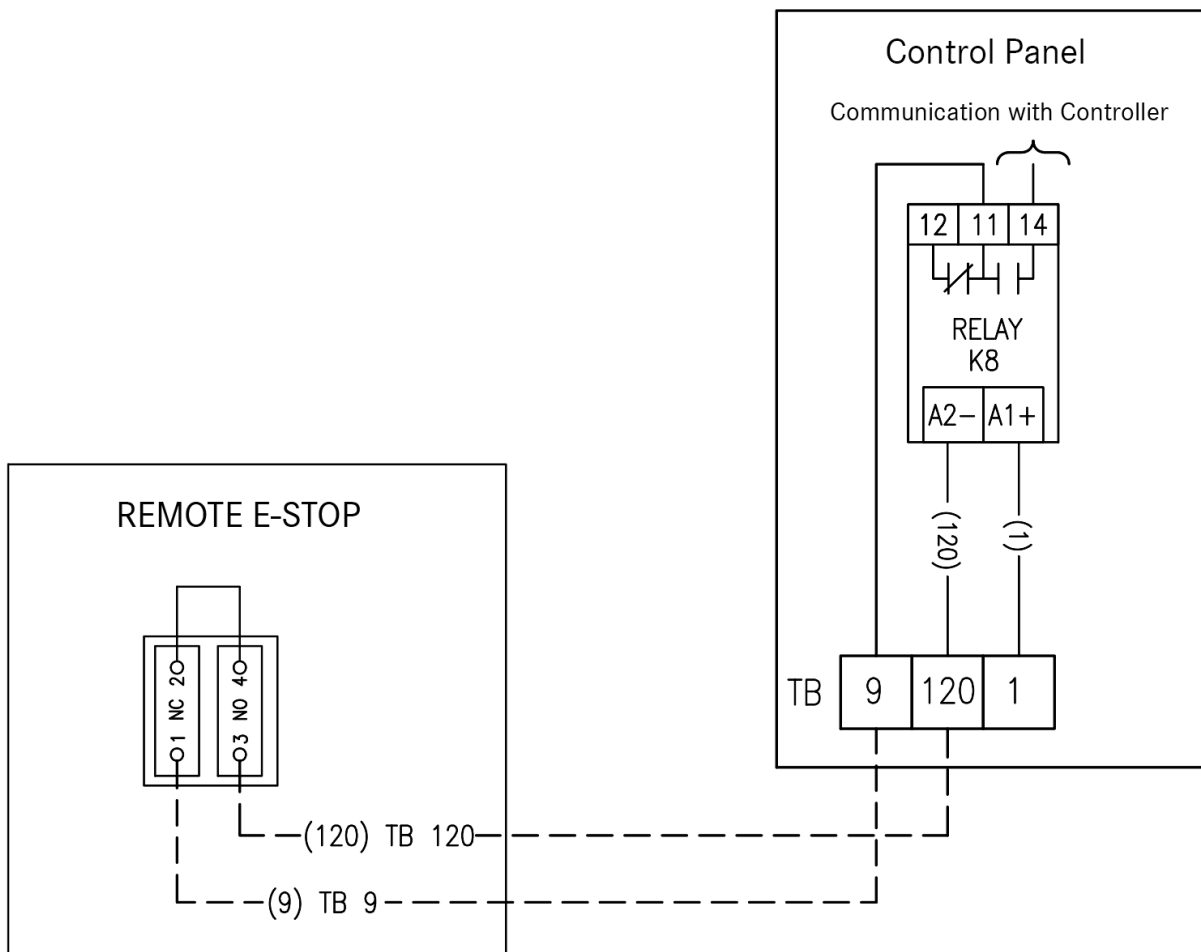 Control Panel
Communication with Controller
12 11 14
RELAY
K8
A2- A1+
(120) (1)
TB 9 120 1
REMOTE E-STOP
1 NC 2
3 NO 4
(120) TB 120
(9) TB 9